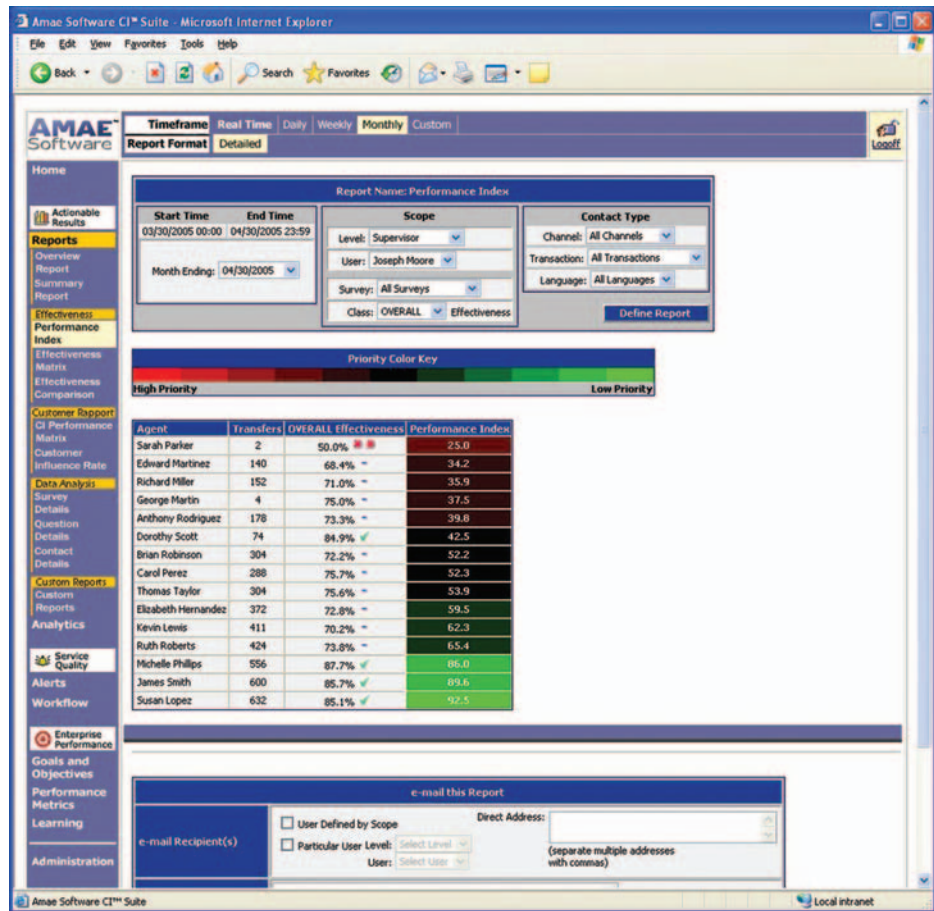 Amae Software CI™ Suite - Microsoft Internet Explorer
File Edit View Favorites Tools Help
Back Search Favorites
AMAE™
Software
Timeframe Real Time Daily Weekly Monthly Custom
Report Format Detailed
Logoff
Home
Actionable
Results
Reports
Overview
Report
Summary
Report
Effectiveness
Performance
Index
Effectiveness
Matrix
Effectiveness
Comparison
Customer Rapport
CI Performance
Matrix
Customer
Influence Rate
Data Analysis
Survey
Details
Question
Details
Contact
Details
Custom Reports
Custom
Reports
Analytics
Service
Quality
Alerts
Workflow
Enterprise
Performance
Goals and
Objectives
Performance
Metrics
Learning
Administration
Report Name: Performance Index
Start Time End Time
03/30/2005 00:00 04/30/2005 23:59
Month Ending: 04/30/2005
Scope
Level: Supervisor
User: Joseph Moore
Survey: All Surveys
Class: OVERALL Effectiveness
Contact Type
Channel: All Channels
Transaction: All Transactions
Language: All Languages
Define Report
Priority Color Key
High Priority Low Priority
Agent Transfers OVERALL Effectiveness Performance Index
Sarah Parker 2 50.0% 25.0
Edward Martinez 140 68.4% 34.2
Richard Miller 152 71.0% 35.9
George Martin 4 75.0% 37.5
Anthony Rodriguez 178 73.3% 39.8
Dorothy Scott 74 84.9% 42.5
Brian Robinson 304 72.2% 52.2
Carol Perez 288 75.7% 52.3
Thomas Taylor 304 75.6% 53.9
Elizabeth Hernandez 372 72.8% 59.5
Kevin Lewis 411 70.2% 62.3
Ruth Roberts 424 73.8% 65.4
Michelle Phillips 556 87.7% 86.0
James Smith 600 85.7% 89.6
Susan Lopez 632 85.1% 92.5
e-mail this Report
e-mail Recipient(s)
User Defined by Scope
Particular User Level: Select Level
User: Select User
Direct Address:
(separate multiple addresses
with commas)
Amae Software CI™ Suite Local intranet